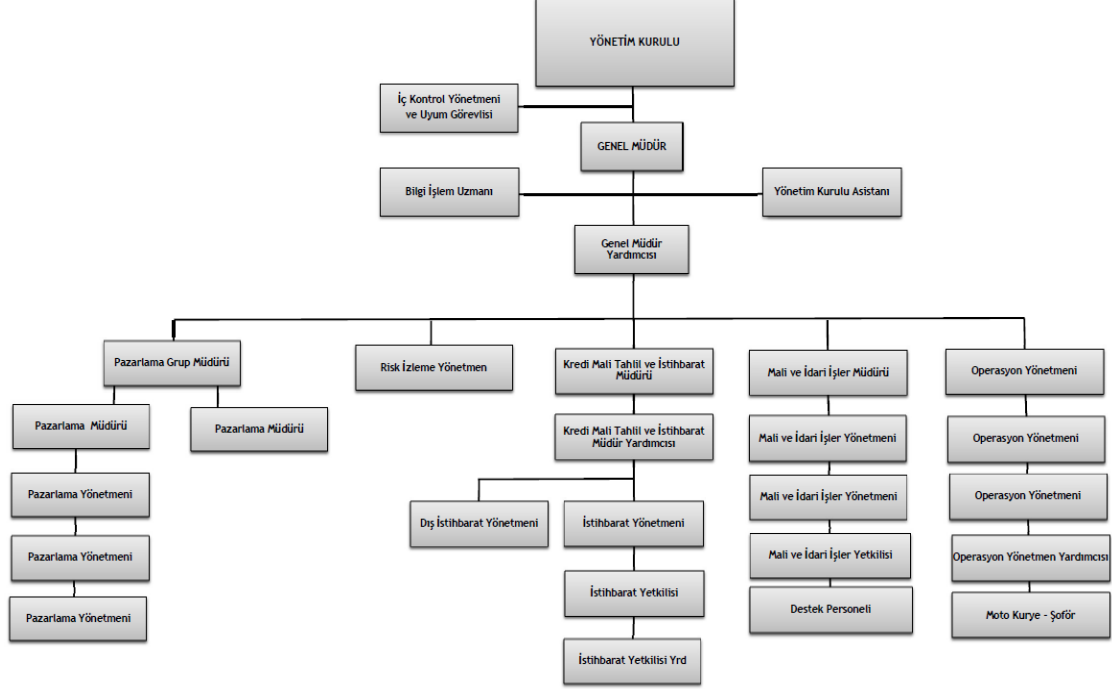 YÖNETİM KURULU
İç Kontrol Yönetmeni
ve Uyum Görevlisi
GENEL MÜDÜR
Bilgi İşlem Uzmanı
Yönetim Kurulu Asistanı
Genel Müdür
Yardımcısı
Pazarlama Grup Müdürü
Risk İzleme Yönetmen
Kredi Mali Tahlil ve İstihbarat
Müdürü
Mali ve İdari İşler Müdürü
Operasyon Yönetmeni
Pazarlama Müdürü
Pazarlama Müdürü
Kredi Mali Tahlil ve İstihbarat
Müdür Yardımcısı
Mali ve İdari İşler Yönetmeni
Operasyon Yönetmeni
Pazarlama Yönetmeni
Dış İstihbarat Yönetmeni
İstihbarat Yönetmeni
Mali ve İdari İşler Yönetmeni
Operasyon Yönetmeni
Pazarlama Yönetmeni
İstihbarat Yetkilisi
Mali ve İdari İşler Yetkilisi
Operasyon Yönetmen Yardımcısı
Pazarlama Yönetmeni
İstihbarat Yetkilisi Yrd
Destek Personeli
Moto Kurye - Şoför